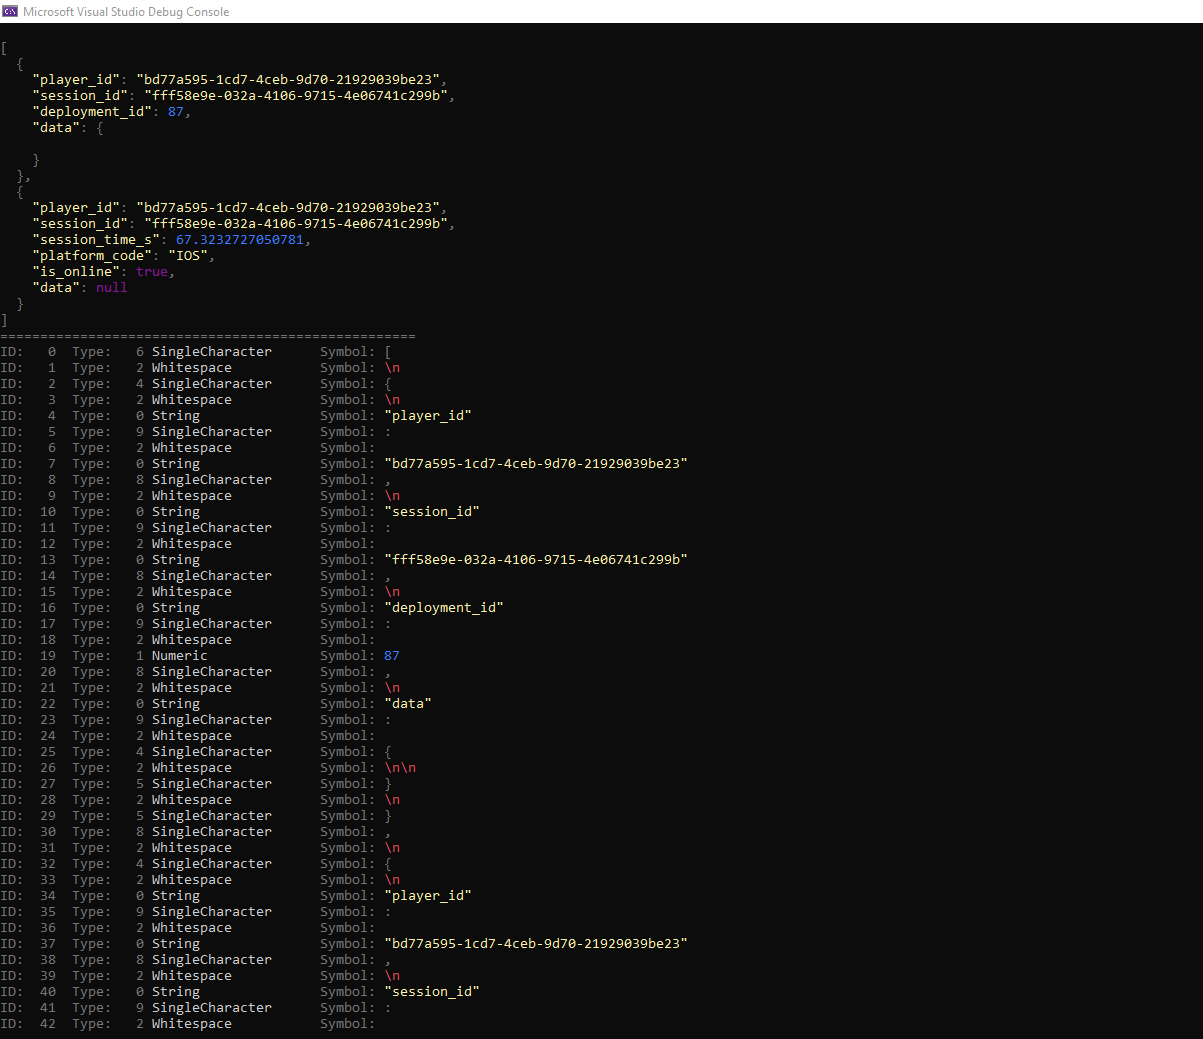 Microsoft Visual Studio Debug Console
[
  {
    "player_id": "bd77a595-1cd7-4ceb-9d70-21929039be23",
    "session_id": "fff58e9e-032a-4106-9715-4e06741c299b",
    "deployment_id": 87,
    "data": {

    }
  },
  {
    "player_id": "bd77a595-1cd7-4ceb-9d70-21929039be23",
    "session_id": "fff58e9e-032a-4106-9715-4e06741c299b",
    "session_time_s": 67.3232727050781,
    "platform_code": "IOS",
    "is_online": true,
    "data": null
  }
]
====================================================
ID:   0  Type:   6 SingleCharacter      Symbol: [
ID:   1  Type:   2 Whitespace           Symbol: \n
ID:   2  Type:   4 SingleCharacter      Symbol: {
ID:   3  Type:   2 Whitespace           Symbol: \n
ID:   4  Type:   0 String               Symbol: "player_id"
ID:   5  Type:   9 SingleCharacter      Symbol: :
ID:   6  Type:   2 Whitespace           Symbol:
ID:   7  Type:   0 String               Symbol: "bd77a595-1cd7-4ceb-9d70-21929039be23"
ID:   8  Type:   8 SingleCharacter      Symbol: ,
ID:   9  Type:   2 Whitespace           Symbol: \n
ID:  10  Type:   0 String               Symbol: "session_id"
ID:  11  Type:   9 SingleCharacter      Symbol: :
ID:  12  Type:   2 Whitespace           Symbol:
ID:  13  Type:   0 String               Symbol: "fff58e9e-032a-4106-9715-4e06741c299b"
ID:  14  Type:   8 SingleCharacter      Symbol: ,
ID:  15  Type:   2 Whitespace           Symbol: \n
ID:  16  Type:   0 String               Symbol: "deployment_id"
ID:  17  Type:   9 SingleCharacter      Symbol: :
ID:  18  Type:   2 Whitespace           Symbol:
ID:  19  Type:   1 Numeric              Symbol: 87
ID:  20  Type:   8 SingleCharacter      Symbol: ,
ID:  21  Type:   2 Whitespace           Symbol: \n
ID:  22  Type:   0 String               Symbol: "data"
ID:  23  Type:   9 SingleCharacter      Symbol: :
ID:  24  Type:   2 Whitespace           Symbol:
ID:  25  Type:   4 SingleCharacter      Symbol: {
ID:  26  Type:   2 Whitespace           Symbol: \n\n
ID:  27  Type:   5 SingleCharacter      Symbol: }
ID:  28  Type:   2 Whitespace           Symbol: \n
ID:  29  Type:   5 SingleCharacter      Symbol: }
ID:  30  Type:   8 SingleCharacter      Symbol: ,
ID:  31  Type:   2 Whitespace           Symbol: \n
ID:  32  Type:   4 SingleCharacter      Symbol: {
ID:  33  Type:   2 Whitespace           Symbol: \n
ID:  34  Type:   0 String               Symbol: "player_id"
ID:  35  Type:   9 SingleCharacter      Symbol: :
ID:  36  Type:   2 Whitespace           Symbol:
ID:  37  Type:   0 String               Symbol: "bd77a595-1cd7-4ceb-9d70-21929039be23"
ID:  38  Type:   8 SingleCharacter      Symbol: ,
ID:  39  Type:   2 Whitespace           Symbol: \n
ID:  40  Type:   0 String               Symbol: "session_id"
ID:  41  Type:   9 SingleCharacter      Symbol: :
ID:  42  Type:   2 Whitespace           Symbol: